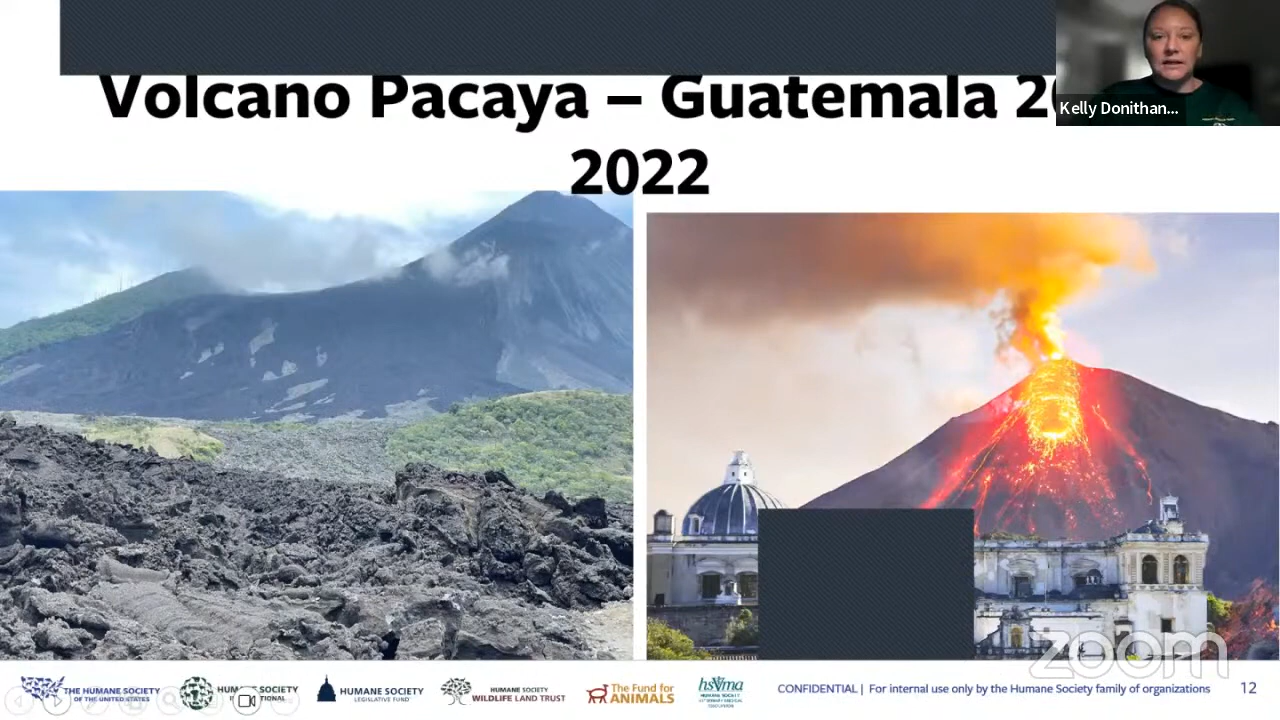 Volcano Pacaya – Guatemala
2022
Kelly Donithan...
zoom
THE HUMANE SOCIETY
OF THE UNITED STATES
HUMANE SOCIETY
LEGISLATIVE FUND
HUMANE SOCIETY
WILDLIFE LAND TRUST
The Fund for
ANIMALS
hsvma
CONFIDENTIAL | For internal use only by the Humane Society family of organizations
12